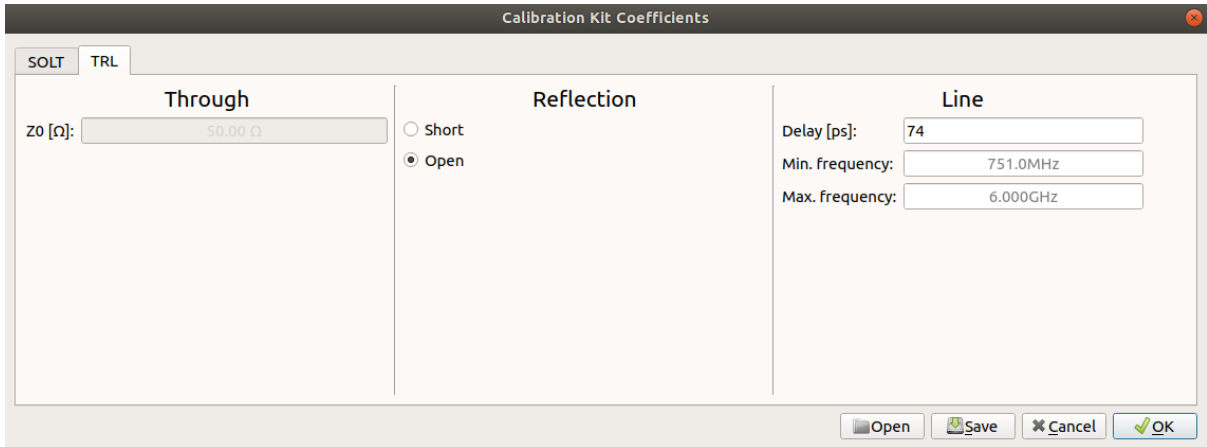 Calibration Kit Coefficients
SOLT
TRL
Through
Z0 [Ω]:
50.00 Ω
Reflection
Short
Open
Line
Delay [ps]:
74
Min. frequency:
751.0MHz
Max. frequency:
6.000GHz
Open
Save
Cancel
OK